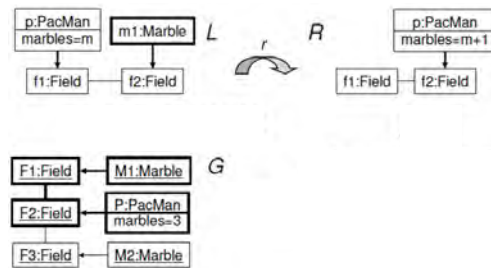 p:PacMan
marbles=m
m1:Marble
L
f1:Field
f2:Field
r
R
p:PacMan
marbles=m+1
f1:Field
f2:Field
G
F1:Field
M1:Marble
F2:Field
P:PacMan
marbles=3
F3:Field
M2:Marble